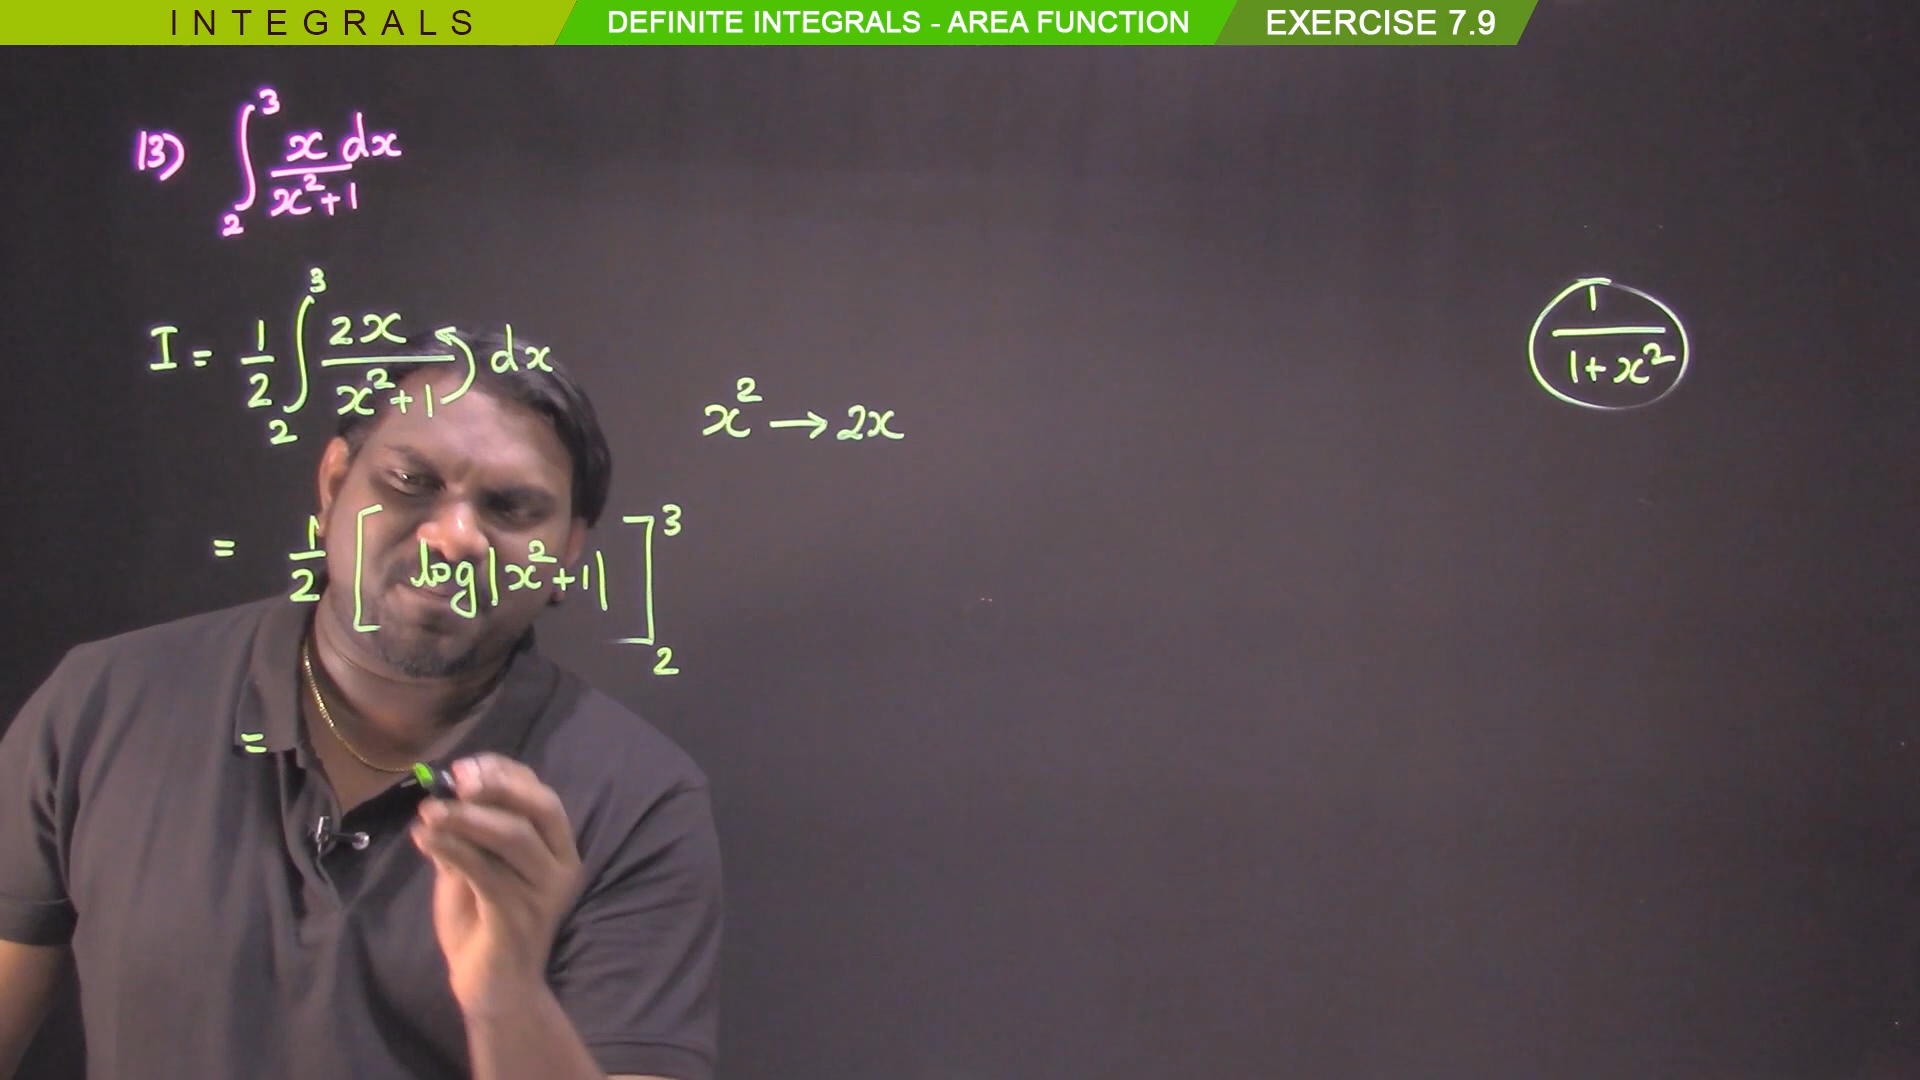 INTEGRALS DEFINITE INTEGRALS - AREA FUNCTION EXERCISE 7.9
13) ∫₂³ x dx / x²+1
I = 1/2 ∫₂³ 2x / x²+1 dx
1 / 1+x²
x² → 2x
= 1/2 [ log|x²+1| ]₂³
=